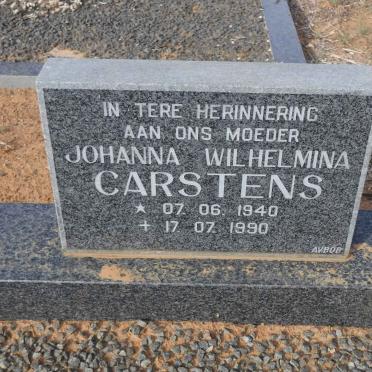 IN TERE HERINNERING
AAN ONS MOEDER
JOHANNA WILHELMINA
CARSTENS
* 07. 06. 1940
+ 17. 07. 1990
AVBOB